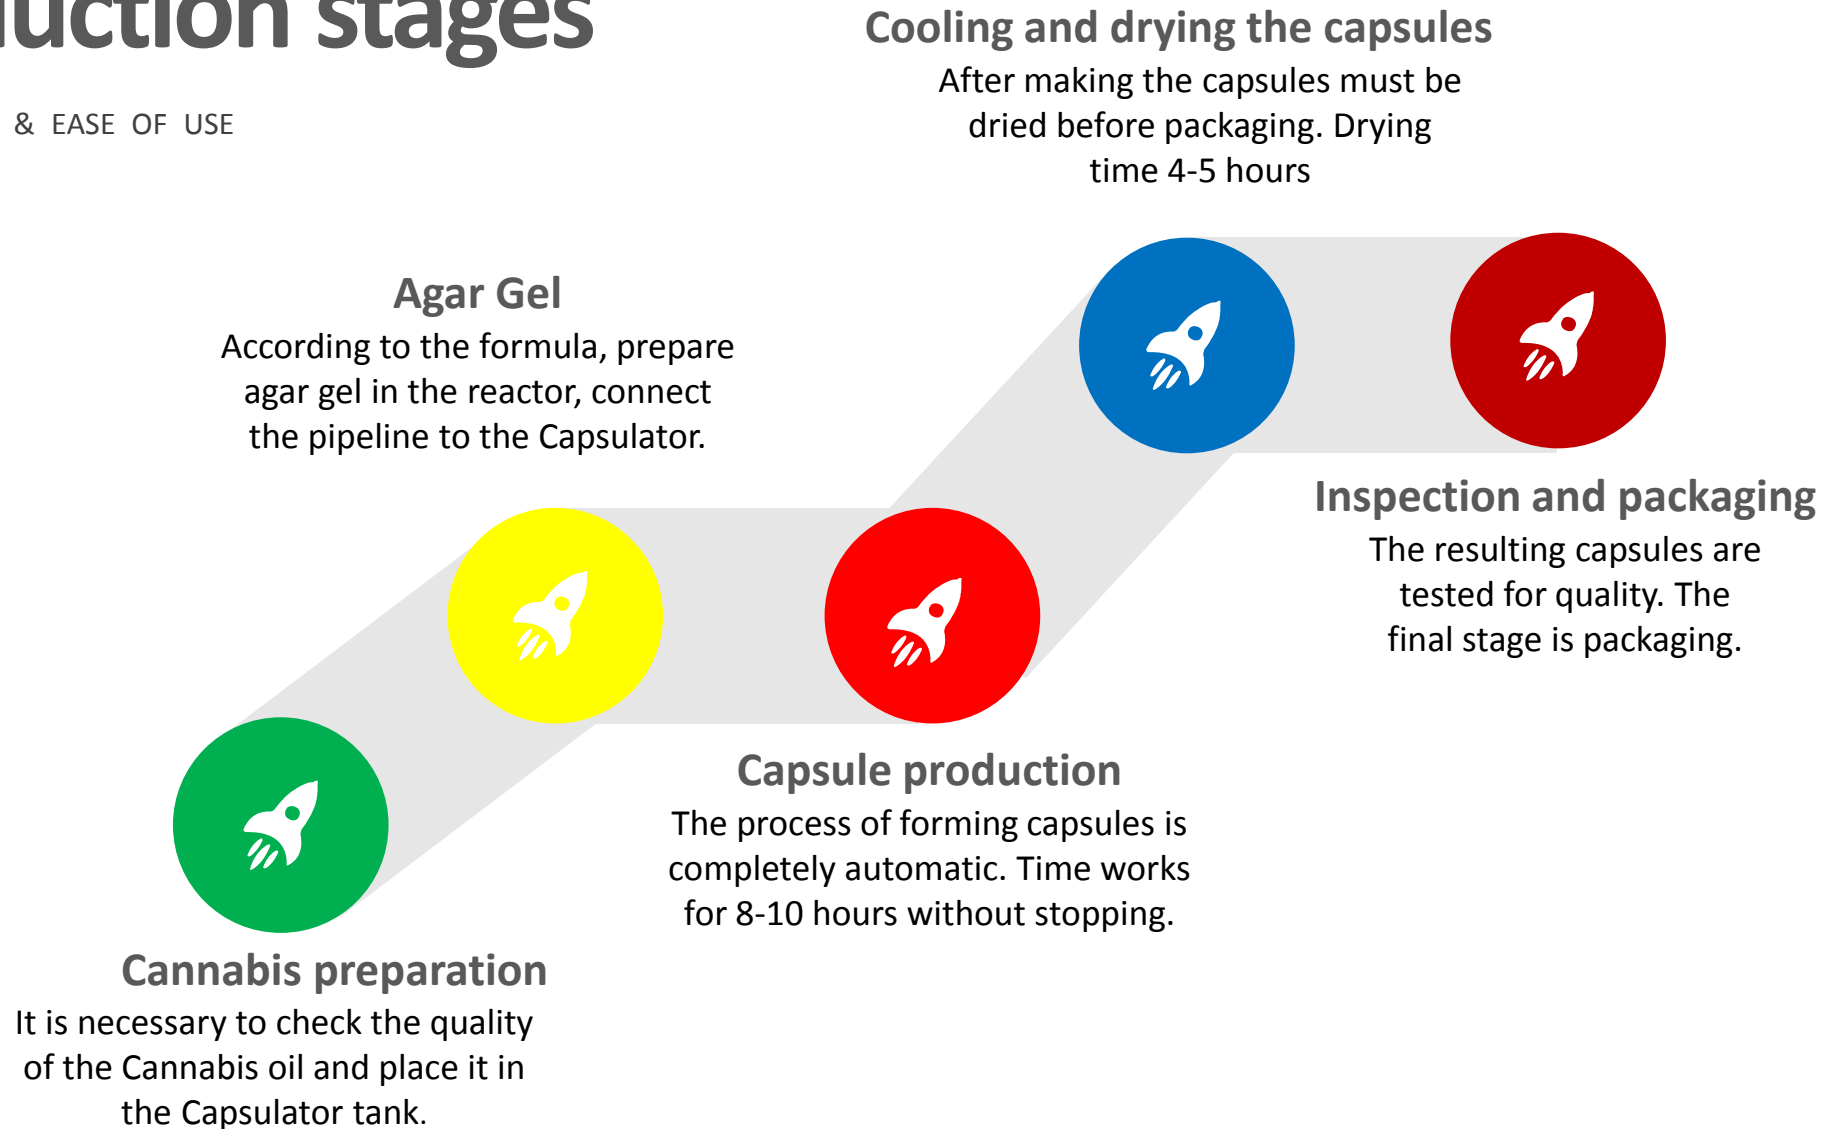 uction stages
& EASE OF USE
Cooling and drying the capsules
After making the capsules must be
dried before packaging. Drying
time 4-5 hours
Agar Gel
According to the formula, prepare
agar gel in the reactor, connect
the pipeline to the Capsulator.
Inspection and packaging
The resulting capsules are
tested for quality. The
final stage is packaging.
Capsule production
The process of forming capsules is
completely automatic. Time works
for 8-10 hours without stopping.
Cannabis preparation
It is necessary to check the quality
of the Cannabis oil and place it in
the Capsulator tank.